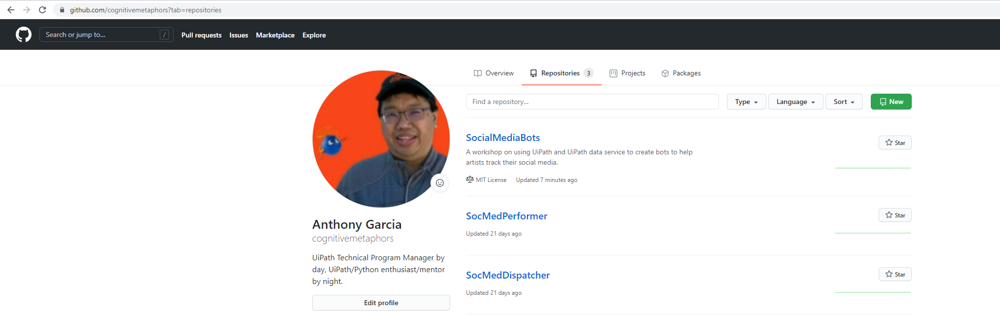 github.com/cognitivemetaphors?tab=repositories
Search or jump to... /
Pull requests Issues Marketplace Explore
Overview Repositories 3 Projects Packages
Find a repository... Type Language Sort New
SocialMediaBots
Star
A workshop on using UiPath and UiPath data service to create bots to help
artists track their social media.
MIT License Updated 7 minutes ago
SocMedPerformer
Star
Updated 21 days ago
SocMedDispatcher
Star
Updated 21 days ago
Anthony Garcia
cognitivemetaphors
UiPath Technical Program Manager by
day, UiPath/Python enthusiast/mentor
by night.
Edit profile